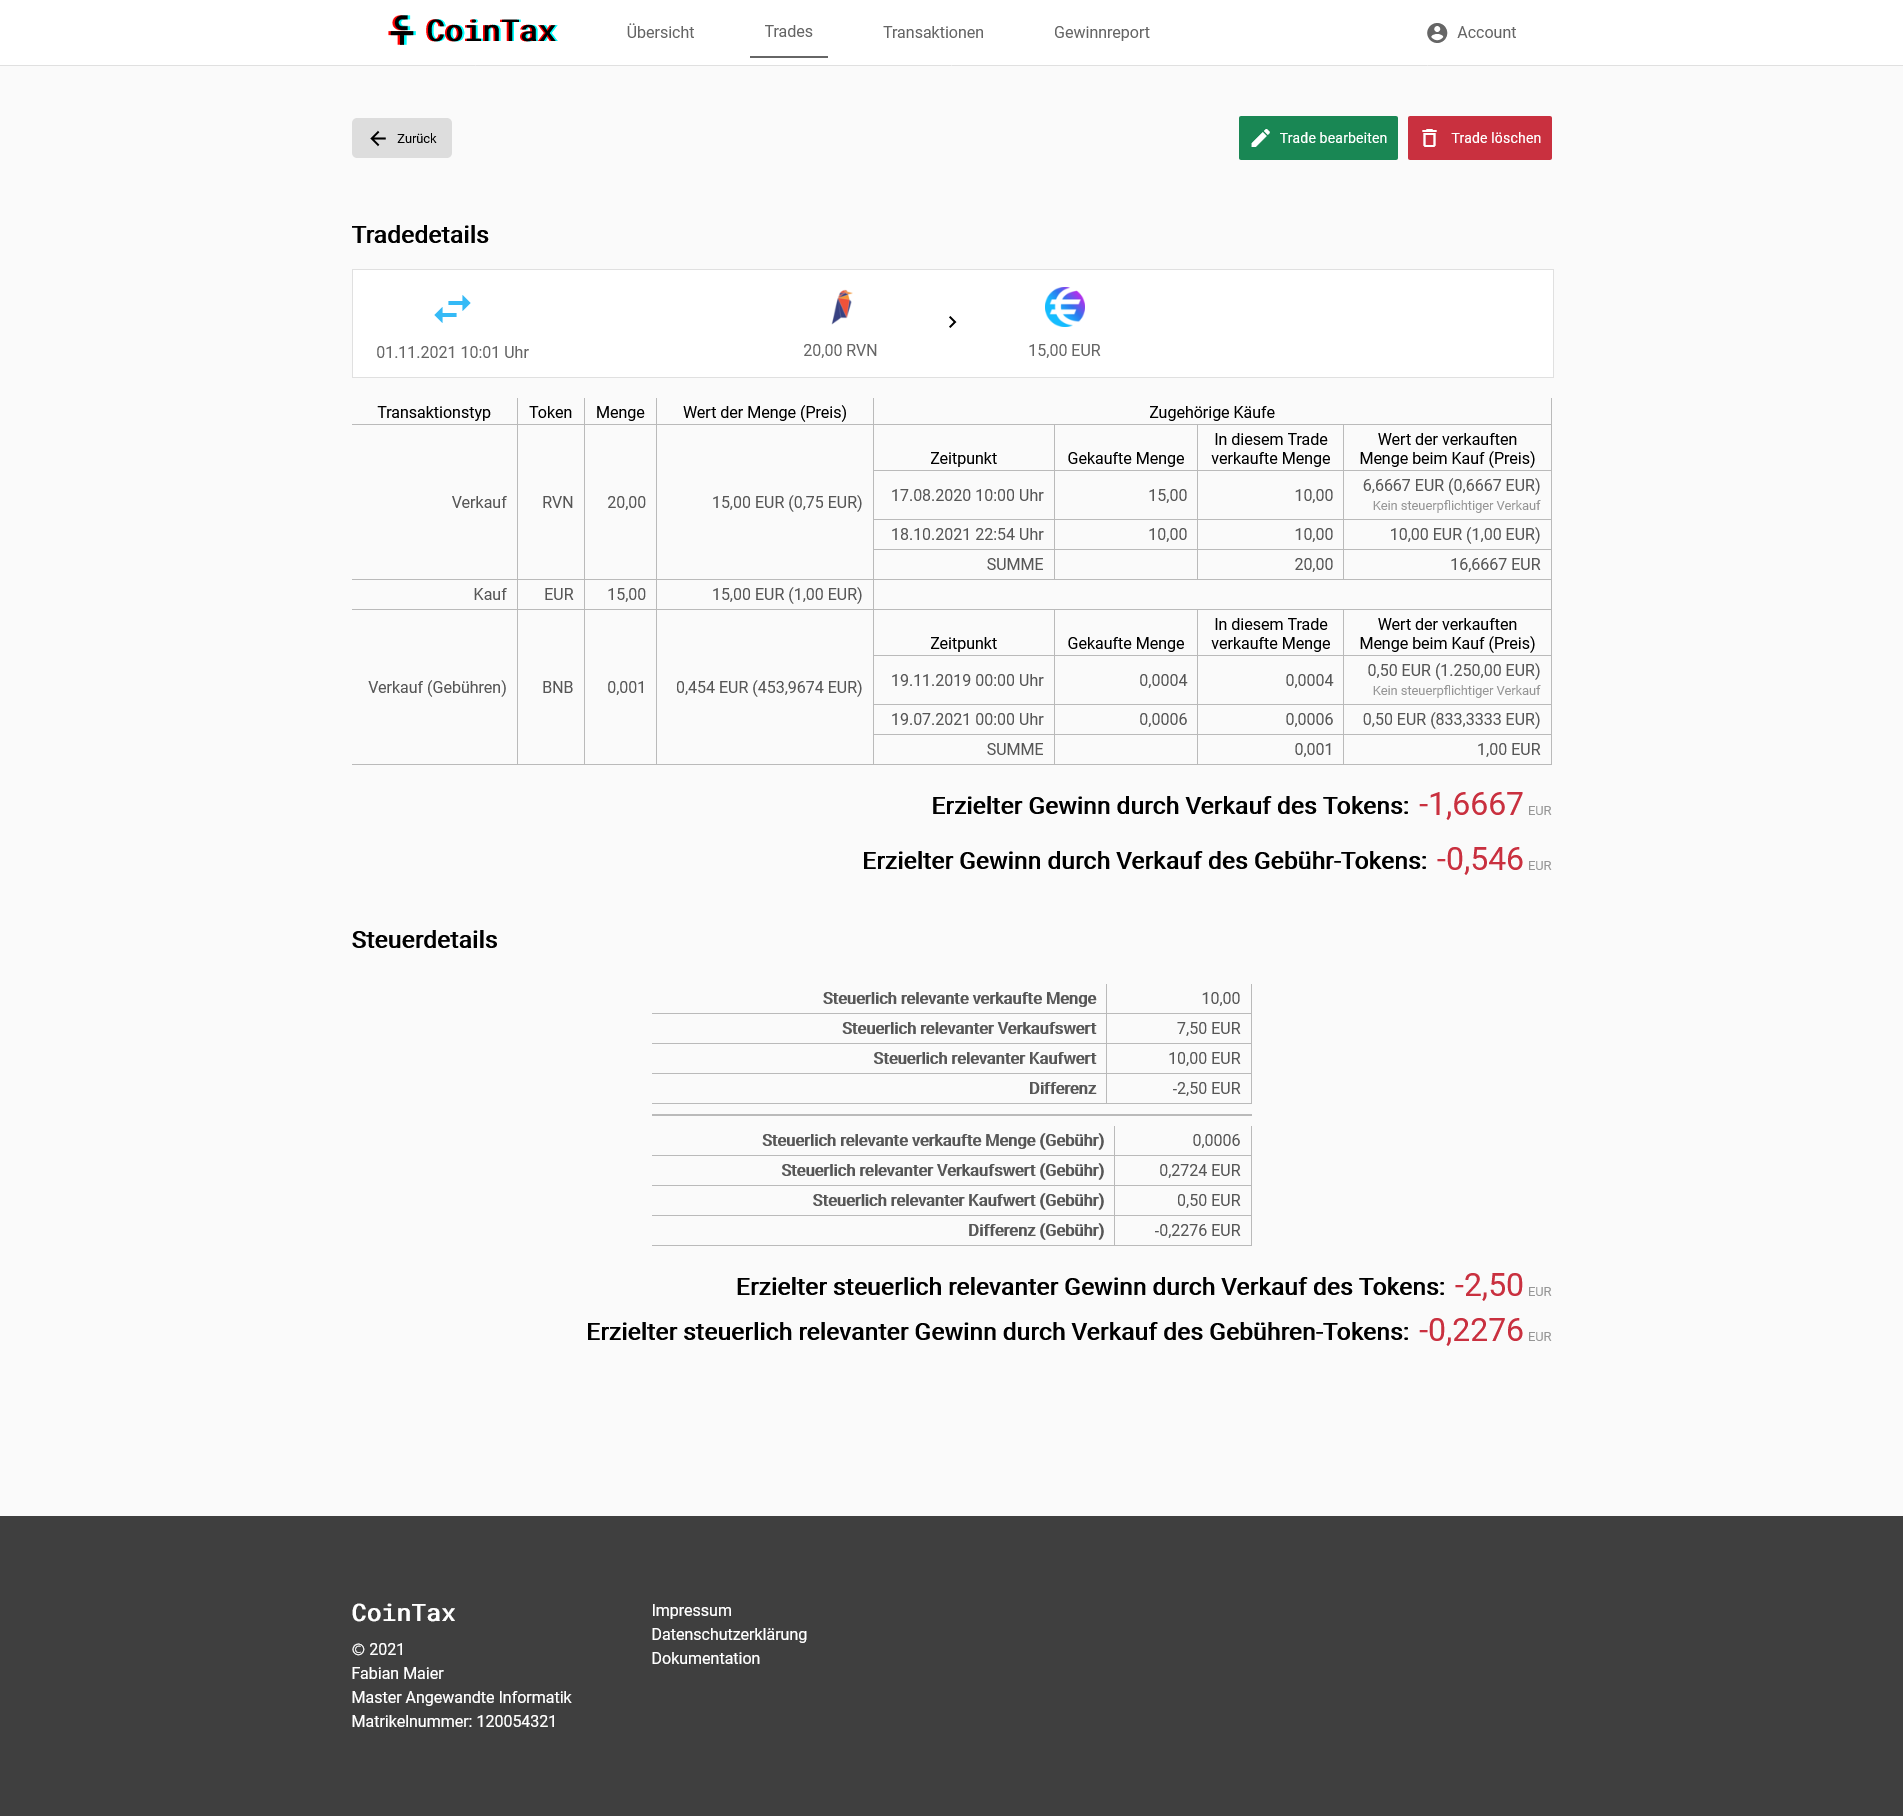 CoinTax
Übersicht
Trades
Transaktionen
Gewinnreport
Account
Zurück
Trade bearbeiten
Trade löschen
Tradedetails
01.11.2021 10:01 Uhr
20,00 RVN
15,00 EUR
Transaktionstyp Token Menge Wert der Menge (Preis) Zugehörige Käufe
Zeitpunkt Gekaufte Menge In diesem Trade verkaufte Menge Wert der verkauften Menge beim Kauf (Preis)
Verkauf RVN 20,00 15,00 EUR (0,75 EUR)
17.08.2020 10:00 Uhr 15,00 10,00 6,6667 EUR (0,6667 EUR)
Kein steuerpflichtiger Verkauf
18.10.2021 22:54 Uhr 10,00 10,00 10,00 EUR (1,00 EUR)
SUMME 20,00 16,6667 EUR
Kauf EUR 15,00 15,00 EUR (1,00 EUR)
Zeitpunkt Gekaufte Menge In diesem Trade verkaufte Menge Wert der verkauften Menge beim Kauf (Preis)
Verkauf (Gebühren) BNB 0,001 0,454 EUR (453,9674 EUR)
19.11.2019 00:00 Uhr 0,0004 0,0004 0,50 EUR (1.250,00 EUR)
Kein steuerpflichtiger Verkauf
19.07.2021 00:00 Uhr 0,0006 0,0006 0,50 EUR (833,3333 EUR)
SUMME 0,001 1,00 EUR
Erzielter Gewinn durch Verkauf des Tokens: -1,6667 EUR
Erzielter Gewinn durch Verkauf des Gebühr-Tokens: -0,546 EUR
Steuerdetails
Steuerlich relevante verkaufte Menge 10,00
Steuerlich relevanter Verkaufswert 7,50 EUR
Steuerlich relevanter Kaufwert 10,00 EUR
Differenz -2,50 EUR
Steuerlich relevante verkaufte Menge (Gebühr) 0,0006
Steuerlich relevanter Verkaufswert (Gebühr) 0,2724 EUR
Steuerlich relevanter Kaufwert (Gebühr) 0,50 EUR
Differenz (Gebühr) -0,2276 EUR
Erzielter steuerlich relevanter Gewinn durch Verkauf des Tokens: -2,50 EUR
Erzielter steuerlich relevanter Gewinn durch Verkauf des Gebühren-Tokens: -0,2276 EUR
CoinTax
© 2021
Fabian Maier
Master Angewandte Informatik
Matrikelnummer: 120054321
Impressum
Datenschutzerklärung
Dokumentation